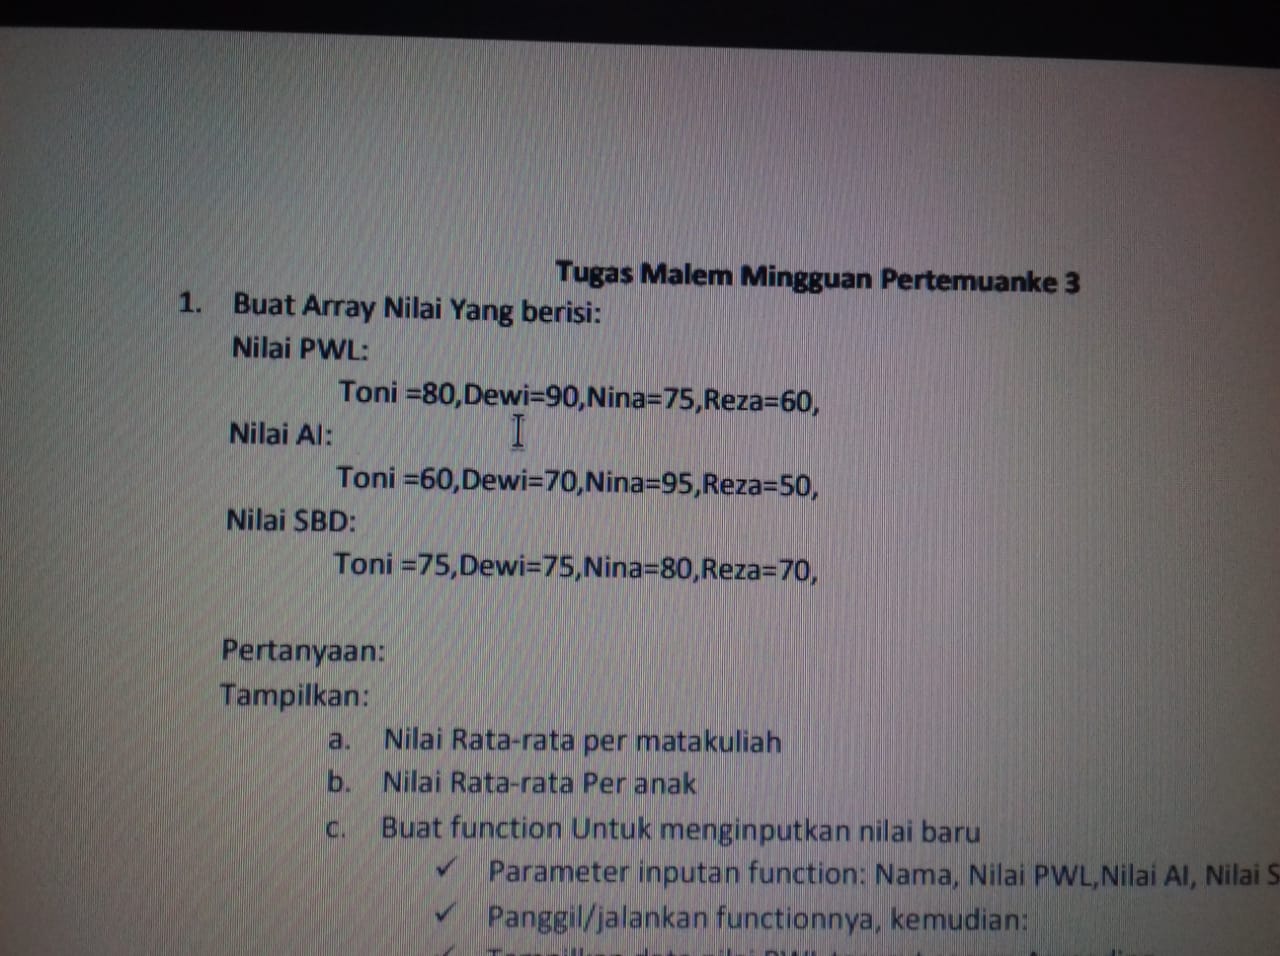 Tugas Malem Mingguan Pertemuanke 3
1. Buat Array Nilai Yang berisi:
Nilai PWL:
Toni =80,Dewi=90,Nina=75,Reza=60,
Nilai AI:
Toni =60,Dewi=70,Nina=95,Reza=50,
Nilai SBD:
Toni =75,Dewi=75,Nina=80,Reza=70,
Pertanyaan:
Tampilkan:
a. Nilai Rata-rata per matakuliah
b. Nilai Rata-rata Per anak
c. Buat function Untuk menginputkan nilai baru
✓ Parameter inputan function: Nama, Nilai PWL,Nilai AI, Nilai S
✓ Panggil/jalankan functionnya, kemudian: